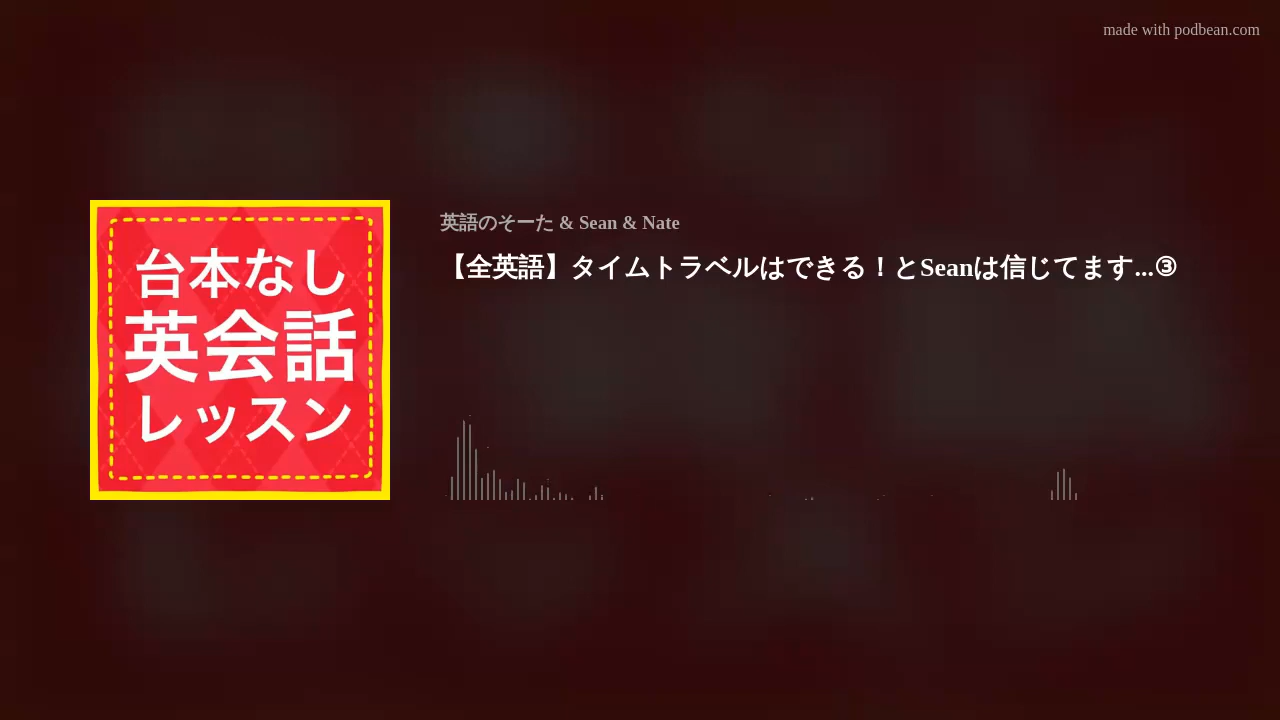 made with podbean.com
台本なし
英会話
レッスン
英語のそーた & Sean & Nate
【全英語】タイムトラベルはできる！とSeanは信じてます...③